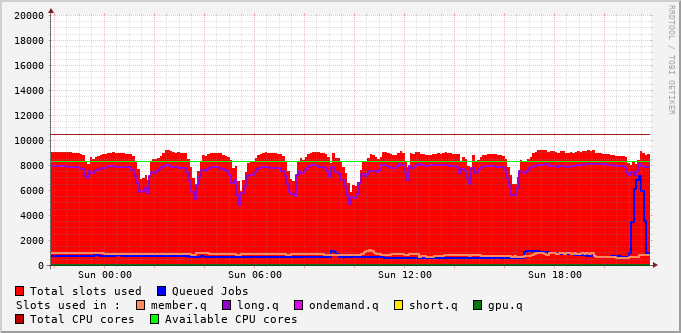 20000
18000
16000
14000
12000
10000
8000
6000
4000
2000
0
Sun 00:00 Sun 06:00 Sun 12:00 Sun 18:00
RRDTOOL / TOBI OETIKER
Total slots used Queued Jobs
Slots used in : member.q long.q ondemand.q short.q gpu.q
Total CPU cores Available CPU cores